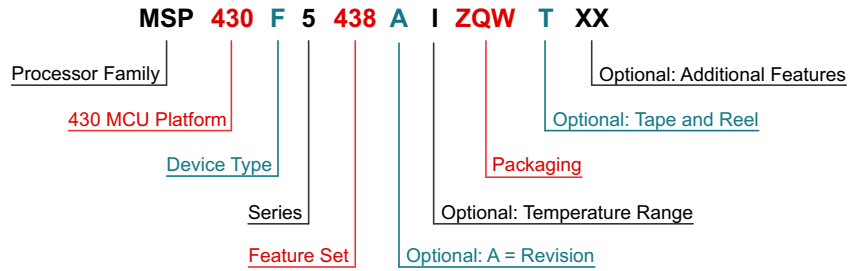 MSP 430 F 5 438 A I ZQW T XX
Processor Family
Optional: Additional Features
430 MCU Platform
Optional: Tape and Reel
Device Type
Packaging
Series
Optional: Temperature Range
Feature Set
Optional: A = Revision